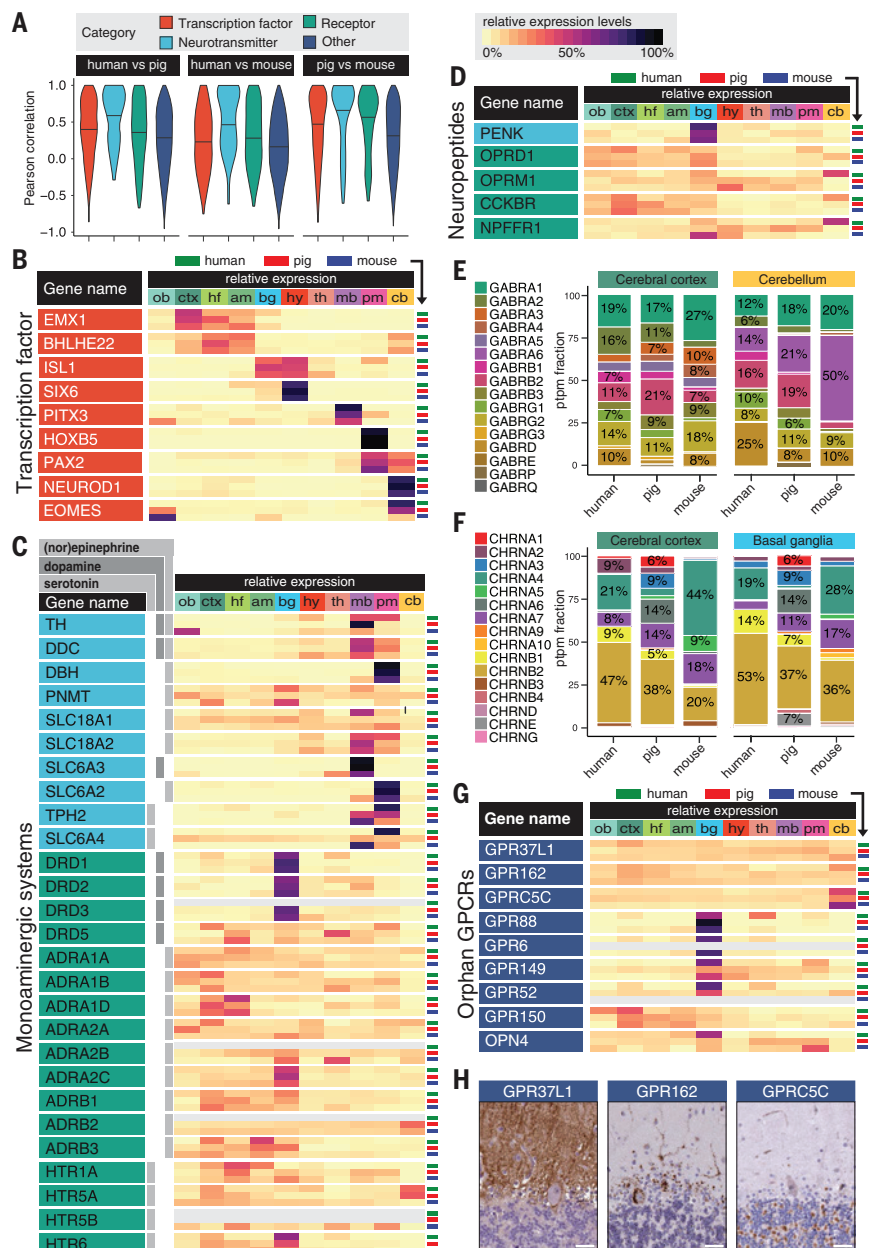 A
Category
Transcription factor
Receptor
Neurotransmitter
Other
human vs pig
human vs mouse
pig vs mouse
Pearson correlation
1.0
0.5
0.0
−0.5
−1.0
relative expression levels
0%
50%
100%
B
human
pig
mouse
Gene name
relative expression
ob ctx hf am bg hy th mb pm cb
Transcription factor
EMX1
BHLHE22
ISL1
SIX6
PITX3
HOXB5
PAX2
NEUROD1
EOMES
C
(nor)epinephrine
dopamine
serotonin
Gene name
relative expression
ob ctx hf am bg hy th mb pm cb
Monoaminergic systems
TH
DDC
DBH
PNMT
SLC18A1
SLC18A2
SLC6A3
SLC6A2
TPH2
SLC6A4
DRD1
DRD2
DRD3
DRD5
ADRA1A
ADRA1B
ADRA1D
ADRA2A
ADRA2B
ADRA2C
ADRB1
ADRB2
ADRB3
HTR1A
HTR5A
HTR5B
HTR6
D
human
pig
mouse
Gene name
relative expression
ob ctx hf am bg hy th mb pm cb
Neuropeptides
PENK
OPRD1
OPRM1
CCKBR
NPFFR1
E
GABRA1
GABRA2
GABRA3
GABRA4
GABRA5
GABRA6
GABRB1
GABRB2
GABRB3
GABRG1
GABRG2
GABRG3
GABRD
GABRE
GABRP
GABRQ
ptpm fraction
100
75
50
25
0
Cerebral cortex
19% 16% 7% 11% 7% 14% 10%
17% 11% 7% 21% 9% 11%
27% 10% 8% 7% 9% 18% 8%
human
pig
mouse
Cerebellum
12% 6% 14% 16% 10% 8% 25%
18% 21% 19% 6% 11% 8%
20% 50% 9% 10%
human
pig
mouse
F
CHRNA1
CHRNA2
CHRNA3
CHRNA4
CHRNA5
CHRNA6
CHRNA7
CHRNA9
CHRNA10
CHRNB1
CHRNB2
CHRNB3
CHRNB4
CHRND
CHRNE
CHRNG
ptpm fraction
100
75
50
25
0
Cerebral cortex
9% 21% 8% 9% 47%
6% 9% 14% 14% 5% 38%
44% 9% 18% 20%
human
pig
mouse
Basal ganglia
19% 14% 53%
6% 9% 14% 11% 7% 37% 7%
28% 17% 36%
human
pig
mouse
G
human
pig
mouse
Gene name
relative expression
ob ctx hf am bg hy th mb pm cb
Orphan GPCRs
GPR37L1
GPR162
GPRC5C
GPR88
GPR6
GPR149
GPR52
GPR150
OPN4
H
GPR37L1
GPR162
GPRC5C